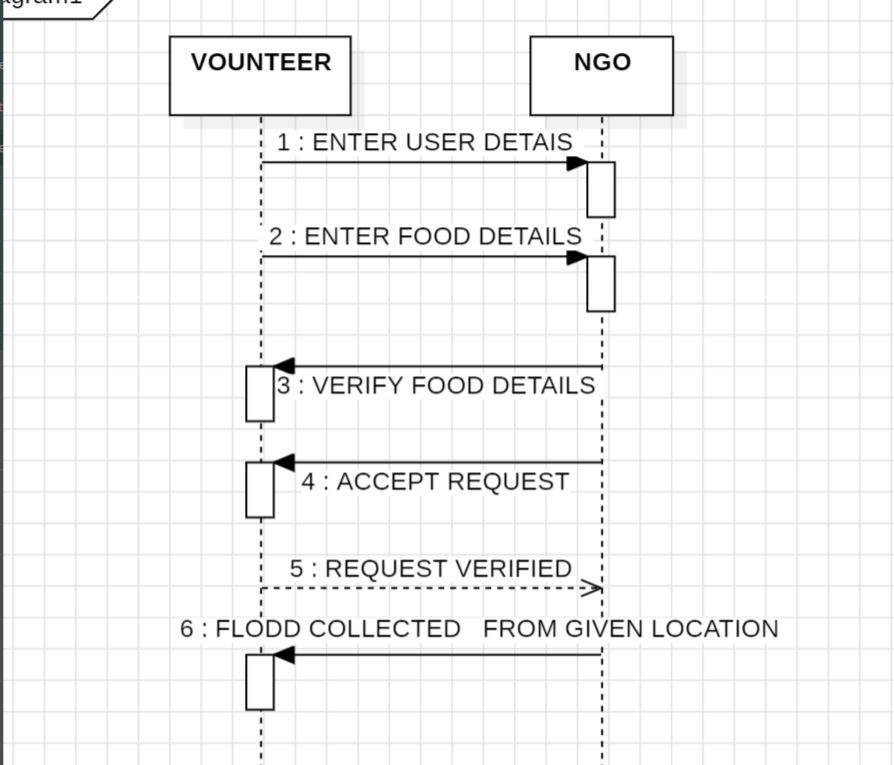 agram1
VOUNTEER
NGO
1 : ENTER USER DETAIS
2 : ENTER FOOD DETAILS
3 : VERIFY FOOD DETAILS
4 : ACCEPT REQUEST
5 : REQUEST VERIFIED
6 : FLODD COLLECTED FROM GIVEN LOCATION